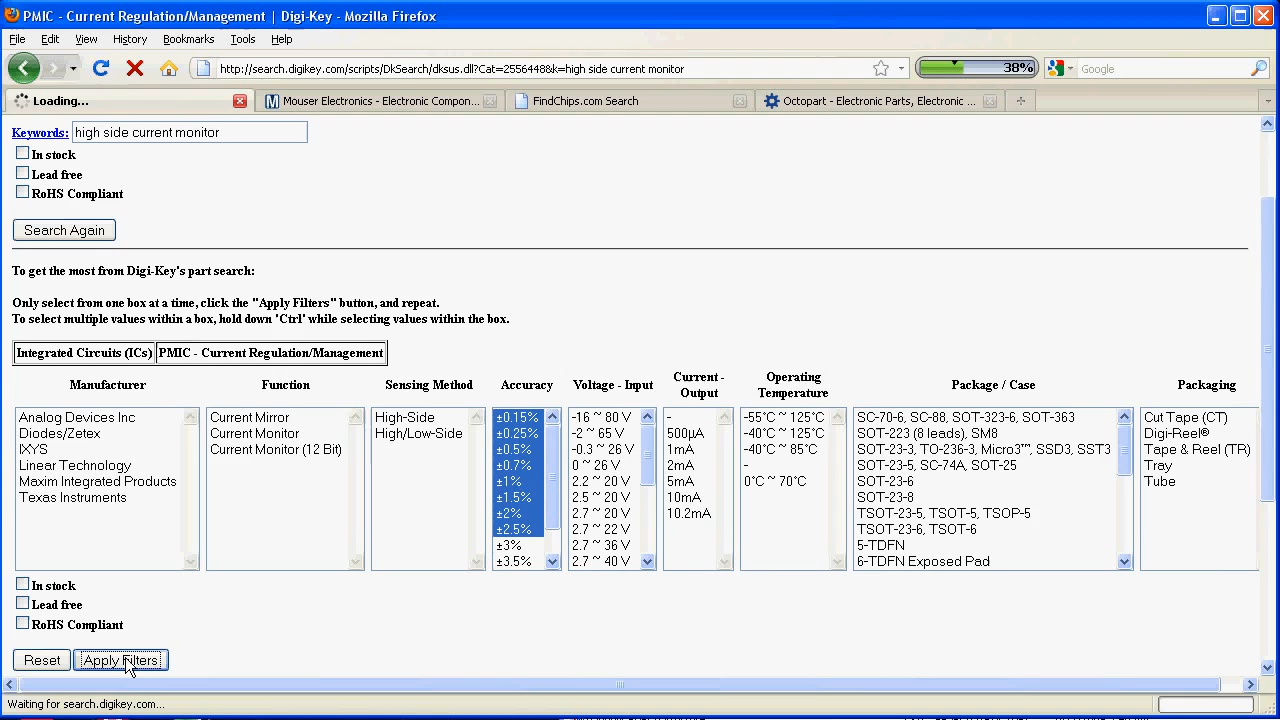 PMIC - Current Regulation/Management | Digi-Key - Mozilla Firefox
File Edit View History Bookmarks Tools Help
http://search.digikey.com/scripts/DkSearch/dksus.dll?Cat=2556448&k=high side current monitor
38%
Google
Loading...
Mouser Electronics - Electronic Compon...
FindChips.com Search
Octopart - Electronic Parts, Electronic ...
Keywords: high side current monitor
In stock
Lead free
RoHS Compliant
Search Again
To get the most from Digi-Key's part search:
Only select from one box at a time, click the "Apply Filters" button, and repeat.
To select multiple values within a box, hold down 'Ctrl' while selecting values within the box.
Integrated Circuits (ICs) PMIC - Current Regulation/Management
Manufacturer
Analog Devices Inc
Diodes/Zetex
IXYS
Linear Technology
Maxim Integrated Products
Texas Instruments
Function
Current Mirror
Current Monitor
Current Monitor (12 Bit)
Sensing Method
High-Side
High/Low-Side
Accuracy
±0.15%
±0.25%
±0.5%
±0.7%
±1%
±1.5%
±2%
±2.5%
±3%
±3.5%
Voltage - Input
-16 ~ 80 V
-2 ~ 65 V
-0.3 ~ 26 V
0 ~ 26 V
2.2 ~ 20 V
2.5 ~ 20 V
2.7 ~ 20 V
2.7 ~ 22 V
2.7 ~ 36 V
2.7 ~ 40 V
Current -
Output
-
500µA
1mA
2mA
5mA
10mA
10.2mA
Operating
Temperature
-55°C ~ 125°C
-40°C ~ 125°C
-40°C ~ 85°C
-
0°C ~ 70°C
Package / Case
SC-70-6, SC-88, SOT-323-6, SOT-363
SOT-223 (8 leads), SM8
SOT-23-3, TO-236-3, Micro3™, SSD3, SST3
SOT-23-5, SC-74A, SOT-25
SOT-23-6
SOT-23-8
TSOT-23-5, TSOT-5, TSOP-5
TSOT-23-6, TSOT-6
5-TDFN
6-TDFN Exposed Pad
Packaging
Cut Tape (CT)
Digi-Reel®
Tape & Reel (TR)
Tray
Tube
In stock
Lead free
RoHS Compliant
Reset Apply Filters
Waiting for search.digikey.com...